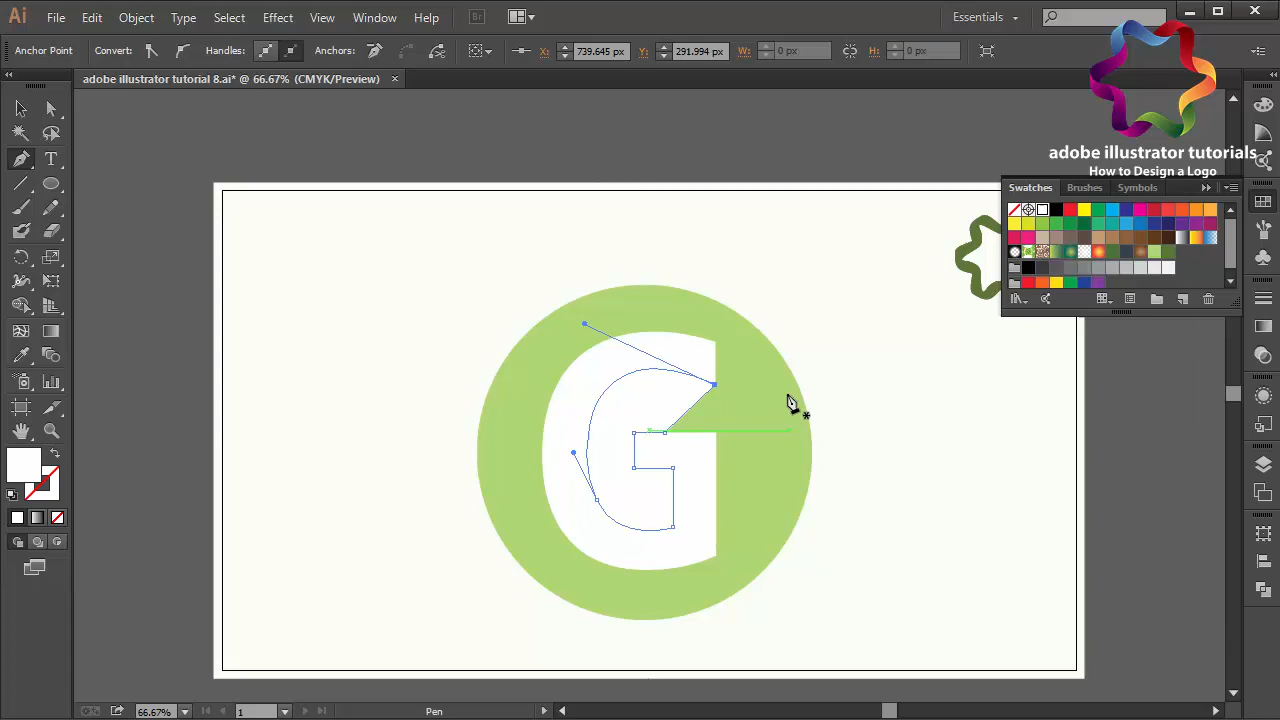 Ai File Edit Object Type Select Effect View Window Help Br Essentials
Anchor Point Convert: Handles: Anchors: X: 739.645 px Y: 291.994 px W: 0 px H: 0 px
adobe illustrator tutorial 8.ai* @ 66.67% (CMYK/Preview) ×
adobe illustrator tutorials
How to Design a Logo
Swatches Brushes Symbols
T
G
66.67% 1 Pen